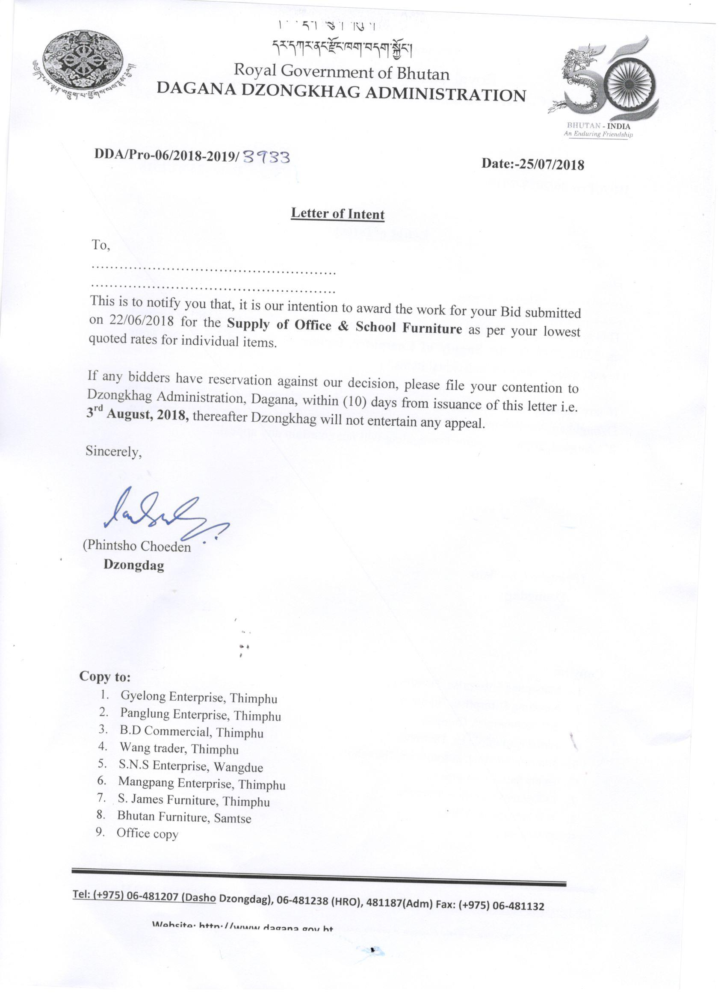 དར་དཀར་ནང་རྫོང་ཁག་བདག་སྐྱོང་།
Royal Government of Bhutan
DAGANA DZONGKHAG ADMINISTRATION
BHUTAN - INDIA
An Enduring Friendship
DDA/Pro-06/2018-2019/ 3933
Date:-25/07/2018
Letter of Intent
To,
......................................................
......................................................
This is to notify you that, it is our intention to award the work for your Bid submitted
on 22/06/2018 for the Supply of Office & School Furniture as per your lowest
quoted rates for individual items.
If any bidders have reservation against our decision, please file your contention to
Dzongkhag Administration, Dagana, within (10) days from issuance of this letter i.e.
3rd August, 2018, thereafter Dzongkhag will not entertain any appeal.
Sincerely,
(Phintsho Choeden
Dzongdag
Copy to:
1. Gyelong Enterprise, Thimphu
2. Panglung Enterprise, Thimphu
3. B.D Commercial, Thimphu
4. Wang trader, Thimphu
5. S.N.S Enterprise, Wangdue
6. Mangpang Enterprise, Thimphu
7. S. James Furniture, Thimphu
8. Bhutan Furniture, Samtse
9. Office copy
Tel: (+975) 06-481207 (Dasho Dzongdag), 06-481238 (HRO), 481187(Adm) Fax: (+975) 06-481132
Website: http://www.dagana.gov.bt